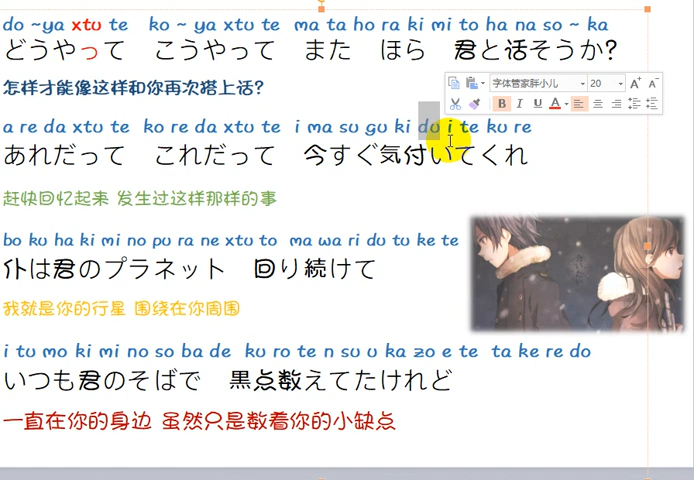 do ~ya xtu te ko ~ ya xtu te ma ta ho ra ki mi to ha na so ~ ka
どうやって こうやって また ほら 君と话そうか?
怎样才能像这样和你再次搭上话?
字体管家胖小儿 20 A+ A-
B I U A
a re da xtu te ko re da xtu te i ma su gu ki du i te ku re
あれだって これだって 今すぐ気付いてくれ
赶快回忆起来 发生过这样那样的事
bo ku ha ki mi no pu ra ne xtu to ma wa ri du tu ke te
仆は君のプラネット 回り続けて
我就是你的行星 围绕在你周围
i tu mo ki mi no so ba de ku ro te n su u ka zo e te ta ke re do
いつも君のそばで 黒点数えてたけれど
一直在你的身边 虽然只是数着你的小缺点